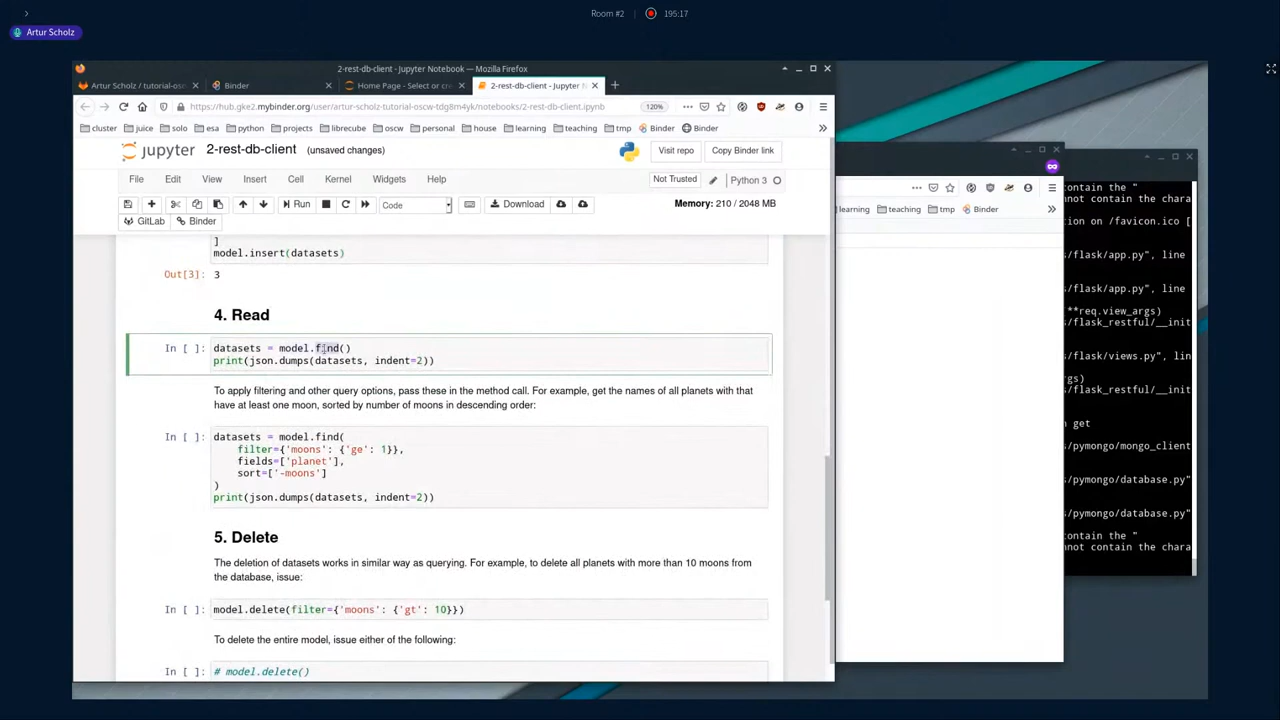 Room #2
195:17
Artur Scholz
2-rest-db-client - Jupyter Notebook — Mozilla Firefox
Artur Scholz / tutorial-os
Binder
Home Page - Select or cr
2-rest-db-client - Jupyter N
https://hub.gke2.mybinder.org/user/artur-scholz-tutorial-oscw-tdg8m4yk/notebooks/2-rest-db-client.ipynb
120%
cluster
juice
solo
esa
python
projects
librecube
oscw
personal
house
learning
teaching
tmp
Binder
Binder
jupyter
2-rest-db-client
(unsaved changes)
Visit repo
Copy Binder link
File
Edit
View
Insert
Cell
Kernel
Widgets
Help
Not Trusted
Python 3
Run
Code
Download
Memory: 210 / 2048 MB
GitLab
Binder
]
model.insert(datasets)
Out[3]: 3
4. Read
In [ ]: datasets = model.find()
print(json.dumps(datasets, indent=2))
To apply filtering and other query options, pass these in the method call. For example, get the names of all planets with that
have at least one moon, sorted by number of moons in descending order:
In [ ]: datasets = model.find(
filter={'moons': {'ge': 1}},
fields=['planet'],
sort=['-moons']
)
print(json.dumps(datasets, indent=2))
5. Delete
The deletion of datasets works in similar way as querying. For example, to delete all planets with more than 10 moons from
the database, issue:
In [ ]: model.delete(filter={'moons': {'gt': 10}})
To delete the entire model, issue either of the following:
In [ ]: # model.delete()
learning
teaching
tmp
Binder
contain the "
nnot contain the chara
tion on /favicon.ico [
s/flask/app.py", line
s/flask/app.py", line
**req.view_args)
s/flask_restful/__init
s/flask/views.py", lin
rgs)
s/flask_restful/__init
n get
s/pymongo/mongo_client
s/pymongo/database.py"
s/pymongo/database.py"
contain the "
nnot contain the chara